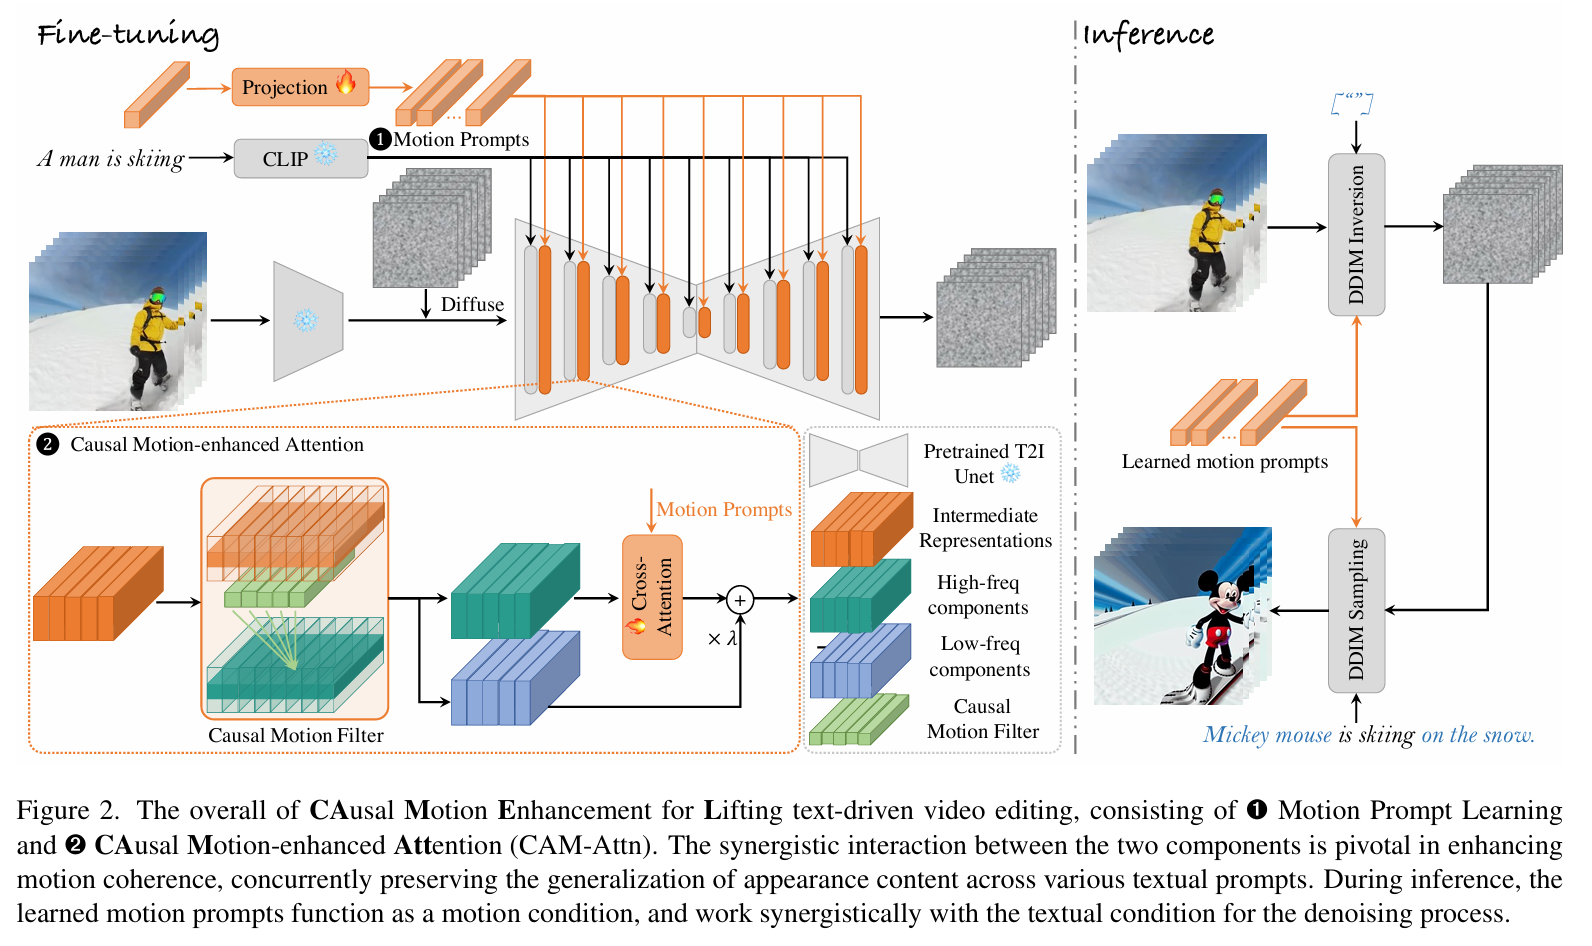 Fine-tuning
Inference
Projection
❶ Motion Prompts
A man is skiing
CLIP
Diffuse
❷ Causal Motion-enhanced Attention
Motion Prompts
Cross-
Attention
× λ
+
Causal Motion Filter
Pretrained T2I
Unet
Intermediate
Representations
High-freq
components
Low-freq
components
Causal
Motion Filter
[“”]
DDIM Inversion
Learned motion prompts
DDIM Sampling
Mickey mouse is skiing on the snow.
Figure 2. The overall of CAusal Motion Enhancement for Lifting text-driven video editing, consisting of ❶ Motion Prompt Learning
and ❷ CAusal Motion-enhanced Attention (CAM-Attn). The synergistic interaction between the two components is pivotal in enhancing
motion coherence, concurrently preserving the generalization of appearance content across various textual prompts. During inference, the
learned motion prompts function as a motion condition, and work synergistically with the textual condition for the denoising process.